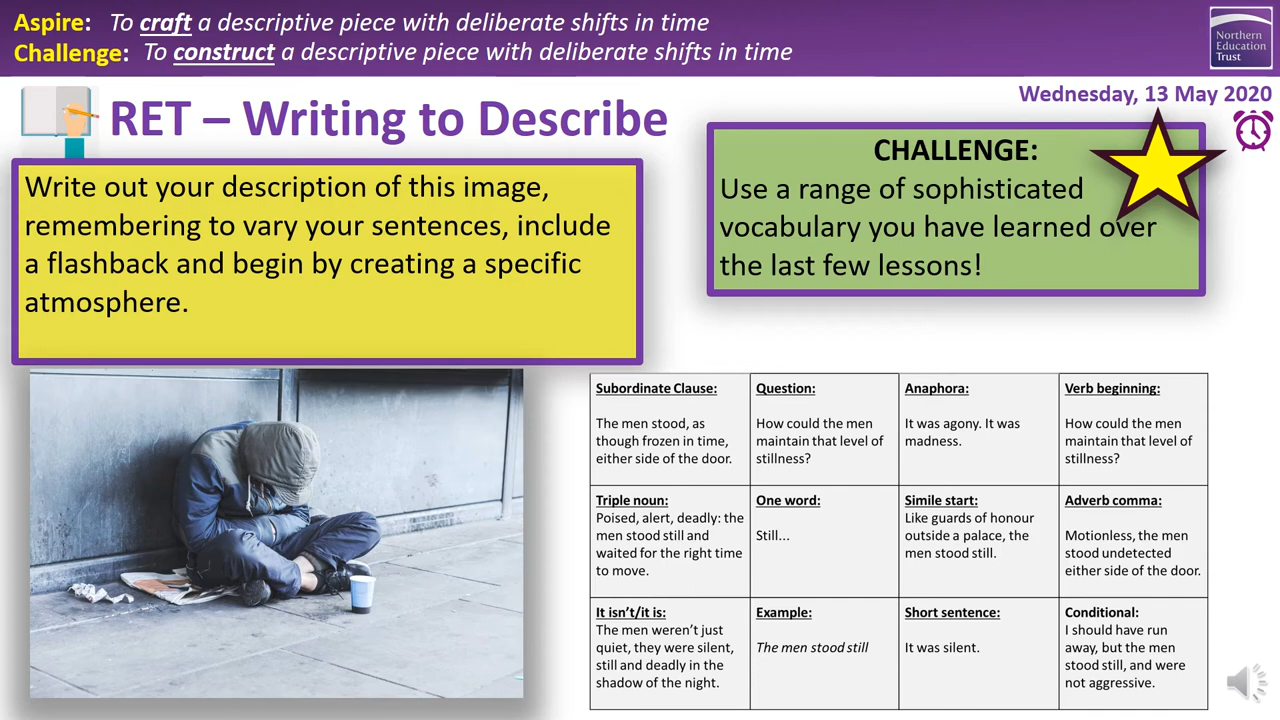 Aspire: To craft a descriptive piece with deliberate shifts in time
Challenge: To construct a descriptive piece with deliberate shifts in time
Northern
Education
Trust
Wednesday, 13 May 2020
RET – Writing to Describe
Write out your description of this image,
remembering to vary your sentences, include
a flashback and begin by creating a specific
atmosphere.
CHALLENGE:
Use a range of sophisticated
vocabulary you have learned over
the last few lessons!
Subordinate Clause:
The men stood, as
though frozen in time,
either side of the door.
Question:
How could the men
maintain that level of
stillness?
Anaphora:
It was agony. It was
madness.
Verb beginning:
How could the men
maintain that level of
stillness?
Triple noun:
Poised, alert, deadly: the
men stood still and
waited for the right time
to move.
One word:
Still...
Simile start:
Like guards of honour
outside a palace, the
men stood still.
Adverb comma:
Motionless, the men
stood undetected
either side of the door.
It isn't/it is:
The men weren't just
quiet, they were silent,
still and deadly in the
shadow of the night.
Example:
The men stood still
Short sentence:
It was silent.
Conditional:
I should have run
away, but the men
stood still, and were
not aggressive.